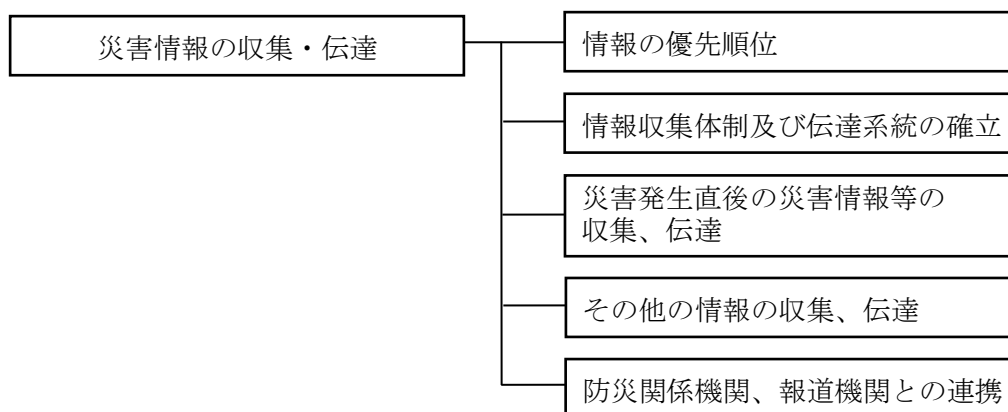 災害情報の収集・伝達
情報の優先順位
情報収集体制及び伝達系統の確立
災害発生直後の災害情報等の
収集、伝達
その他の情報の収集、伝達
防災関係機関、報道機関との連携